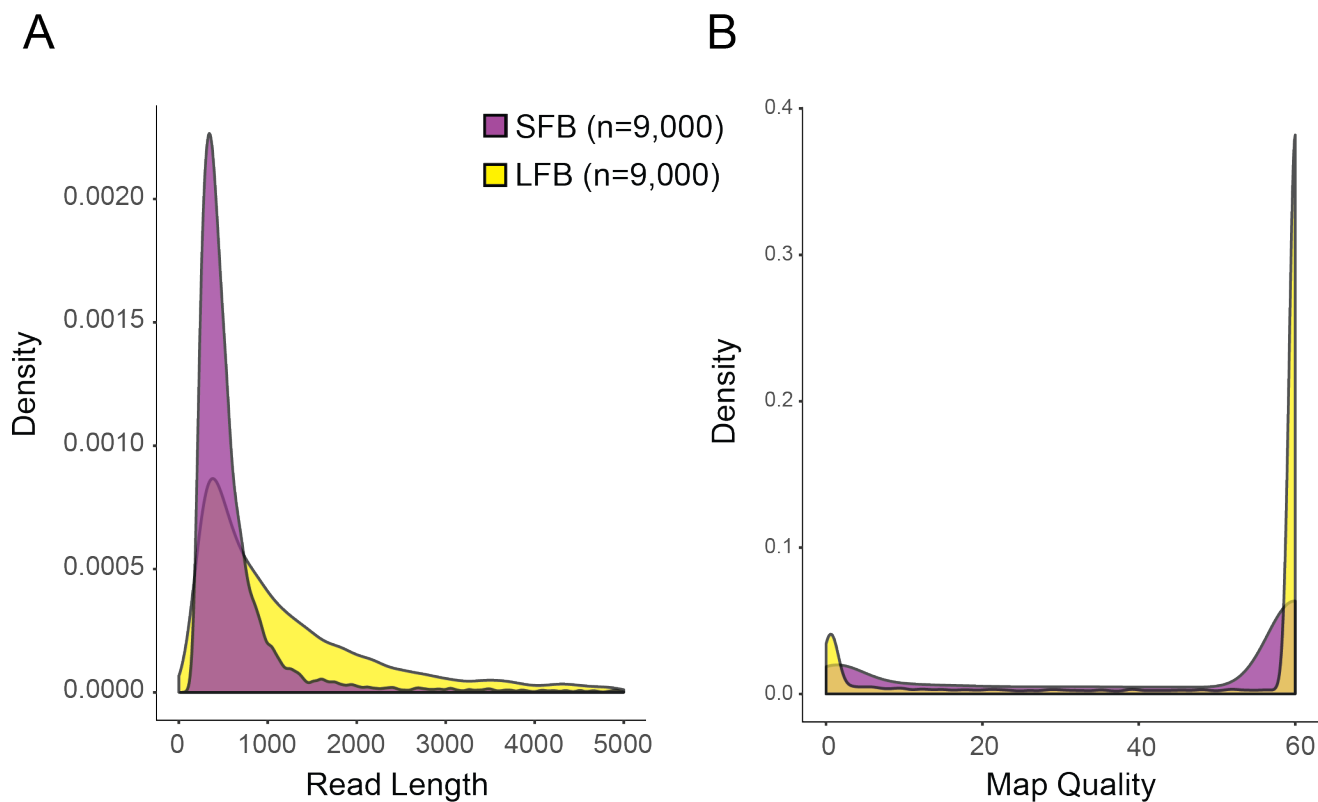 A
SFB (n=9,000)
LFB (n=9,000)
Density
0.0020
0.0015
0.0010
0.0005
0.0000
0 1000 2000 3000 4000 5000
Read Length
B
Density
0.4
0.3
0.2
0.1
0.0
0 20 40 60
Map Quality